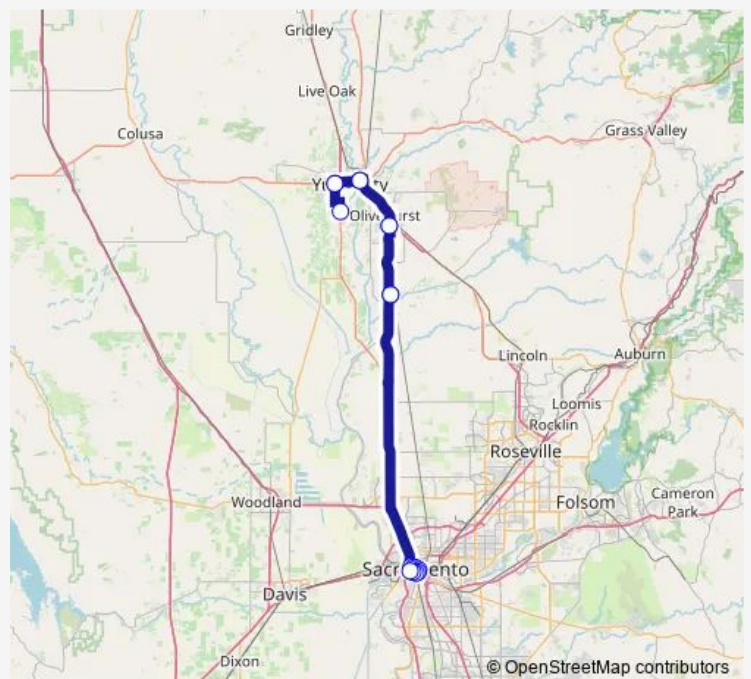 Gridley
Live Oak
Colusa
Grass Valley
Olivehurst
Lincoln
Auburn
Loomis
Rocklin
Roseville
Woodland
Folsom
Cameron
Park
Davis
Dixon
© OpenStreetMap contributors